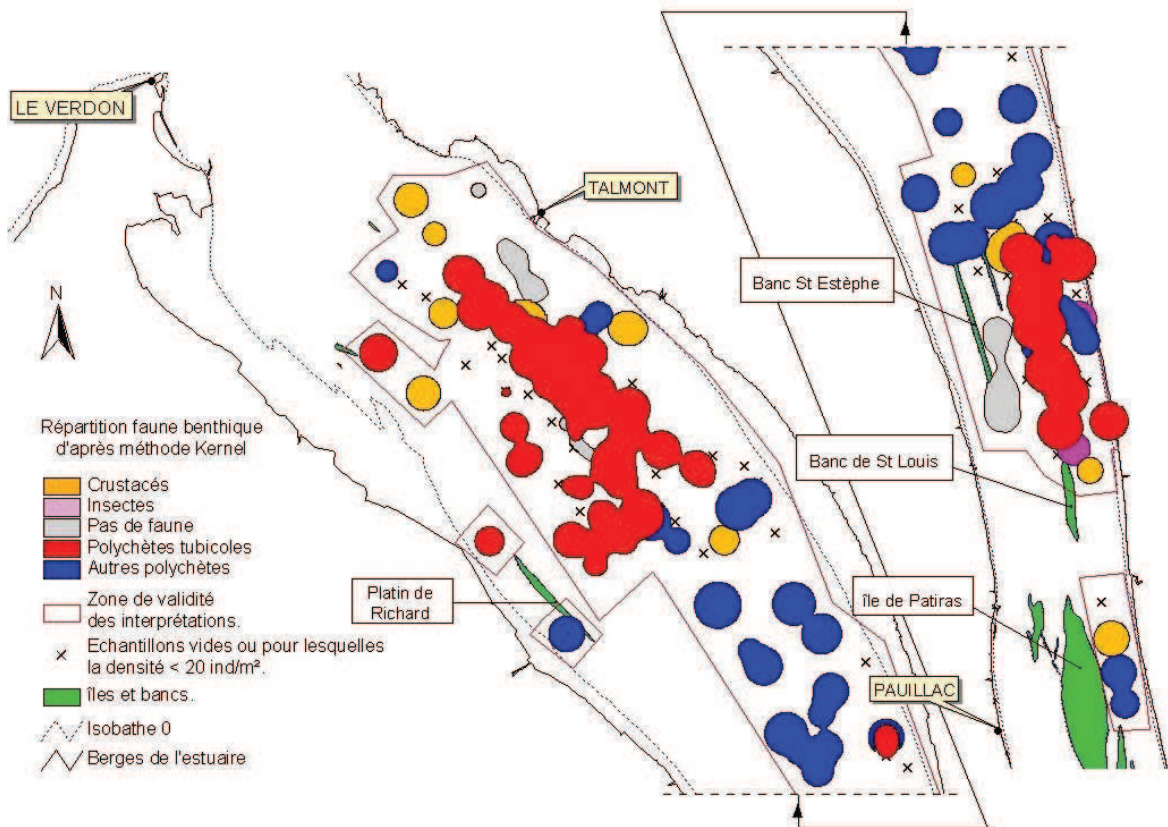 LE VERDON
TALMONT
N
Banc St Estèphe
Répartition faune benthique
d'après méthode Kernel
Crustacés
Insectes
Pas de faune
Polychètes tubicoles
Autres polychètes
Zone de validité
des interprétations.
× Echantillons vides ou pour lesquelles
la densité < 20 ind/m².
îles et bancs.
Isobathe 0
Berges de l'estuaire
Banc de St Louis
Platin de
Richard
île de Patiras
PAUILLAC